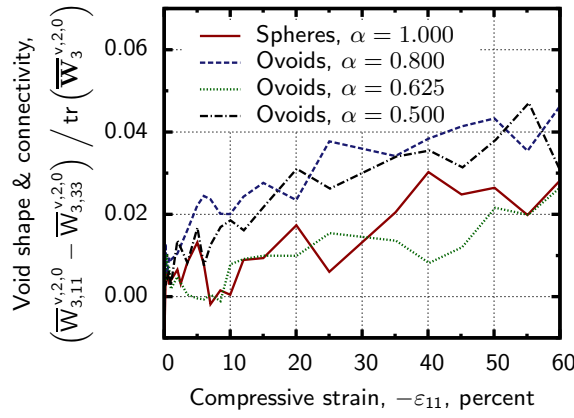 Void shape & connectivity,
(W̅₃,₁₁^v,2,0 − W̅₃,₃₃^v,2,0) / tr(𝐖̅₃^v,2,0)
0.06
0.04
0.02
0.00
Spheres, α = 1.000
Ovoids, α = 0.800
Ovoids, α = 0.625
Ovoids, α = 0.500
0 10 20 30 40 50 60
Compressive strain, −ε₁₁, percent